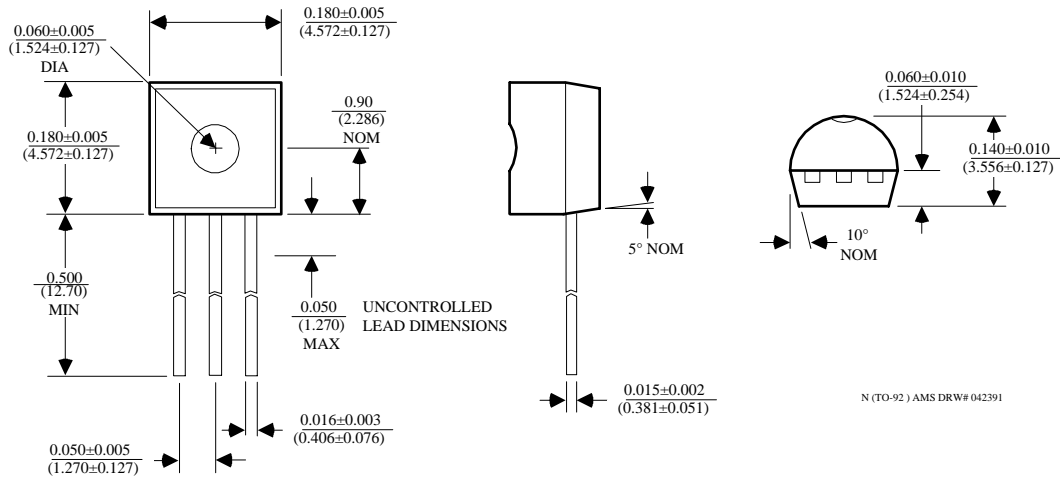 0.060±0.005
(1.524±0.127)
DIA
0.180±0.005
(4.572±0.127)
0.180±0.005
(4.572±0.127)
0.90
(2.286)
NOM
0.500
(12.70)
MIN
0.050
(1.270)
MAX
UNCONTROLLED
LEAD DIMENSIONS
0.016±0.003
(0.406±0.076)
0.050±0.005
(1.270±0.127)
5° NOM
0.015±0.002
(0.381±0.051)
0.060±0.010
(1.524±0.254)
0.140±0.010
(3.556±0.127)
10°
NOM
N (TO-92 ) AMS DRW# 042391